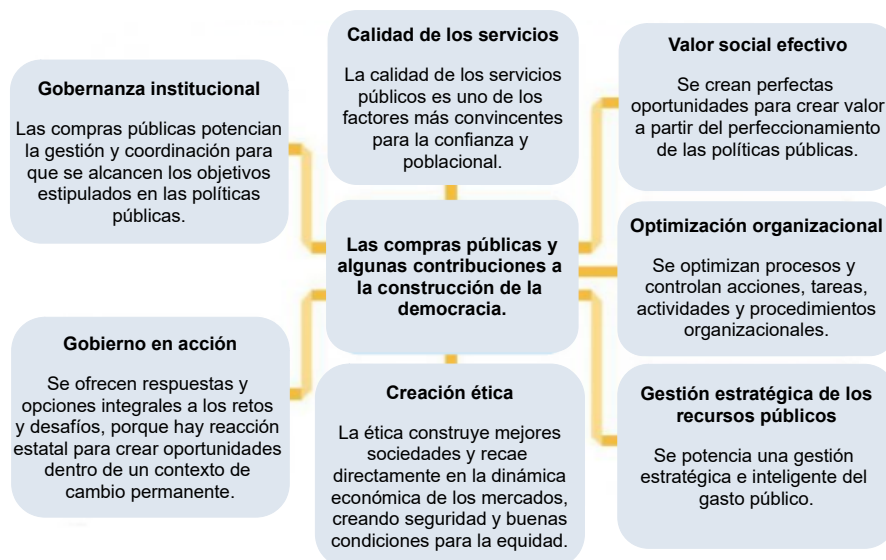 Gobernanza institucional
Las compras públicas potencian
la gestión y coordinación para
que se alcancen los objetivos
estipulados en las políticas
públicas.
Calidad de los servicios
La calidad de los servicios
públicos es uno de los
factores más convincentes
para la confianza y
poblacional.
Valor social efectivo
Se crean perfectas
oportunidades para crear valor
a partir del perfeccionamiento
de las políticas públicas.
Las compras públicas y
algunas contribuciones a
la construcción de la
democracia.
Optimización organizacional
Se optimizan procesos y
controlan acciones, tareas,
actividades y procedimientos
organizacionales.
Gobierno en acción
Se ofrecen respuestas y
opciones integrales a los retos
y desafíos, porque hay reacción
estatal para crear oportunidades
dentro de un contexto de
cambio permanente.
Creación ética
La ética construye mejores
sociedades y recae
directamente en la dinámica
económica de los mercados,
creando seguridad y buenas
condiciones para la equidad.
Gestión estratégica de los
recursos públicos
Se potencia una gestión
estratégica e inteligente del
gasto público.